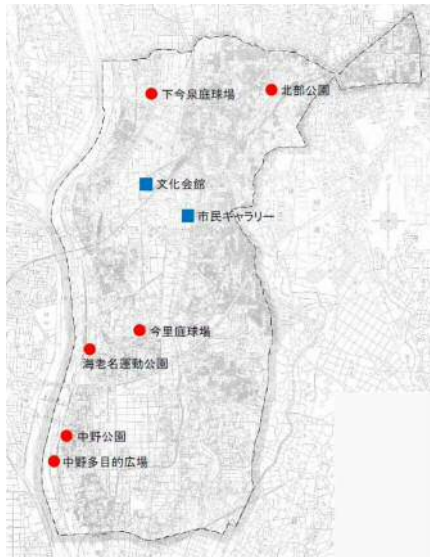 下今泉庭球場
北部公園
文化会館
市民ギャラリー
今里庭球場
海老名運動公園
中野公園
中野多目的広場